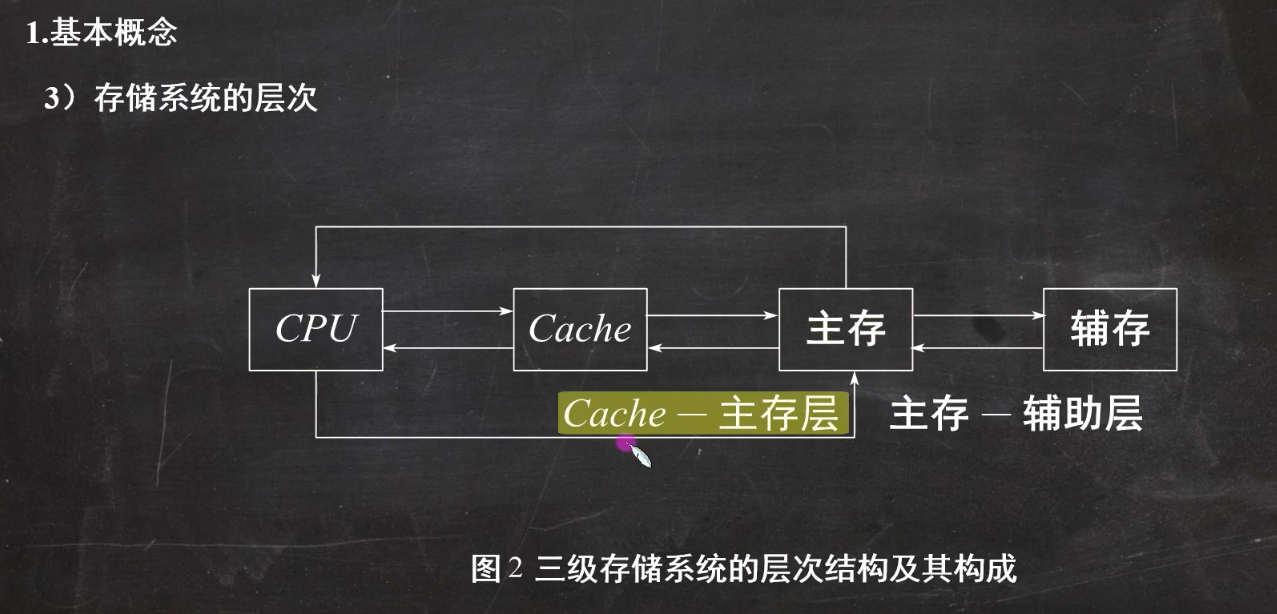 1.基本概念
3）存储系统的层次
CPU
Cache
主存
辅存
Cache — 主存层
主存 — 辅助层
图2 三级存储系统的层次结构及其构成